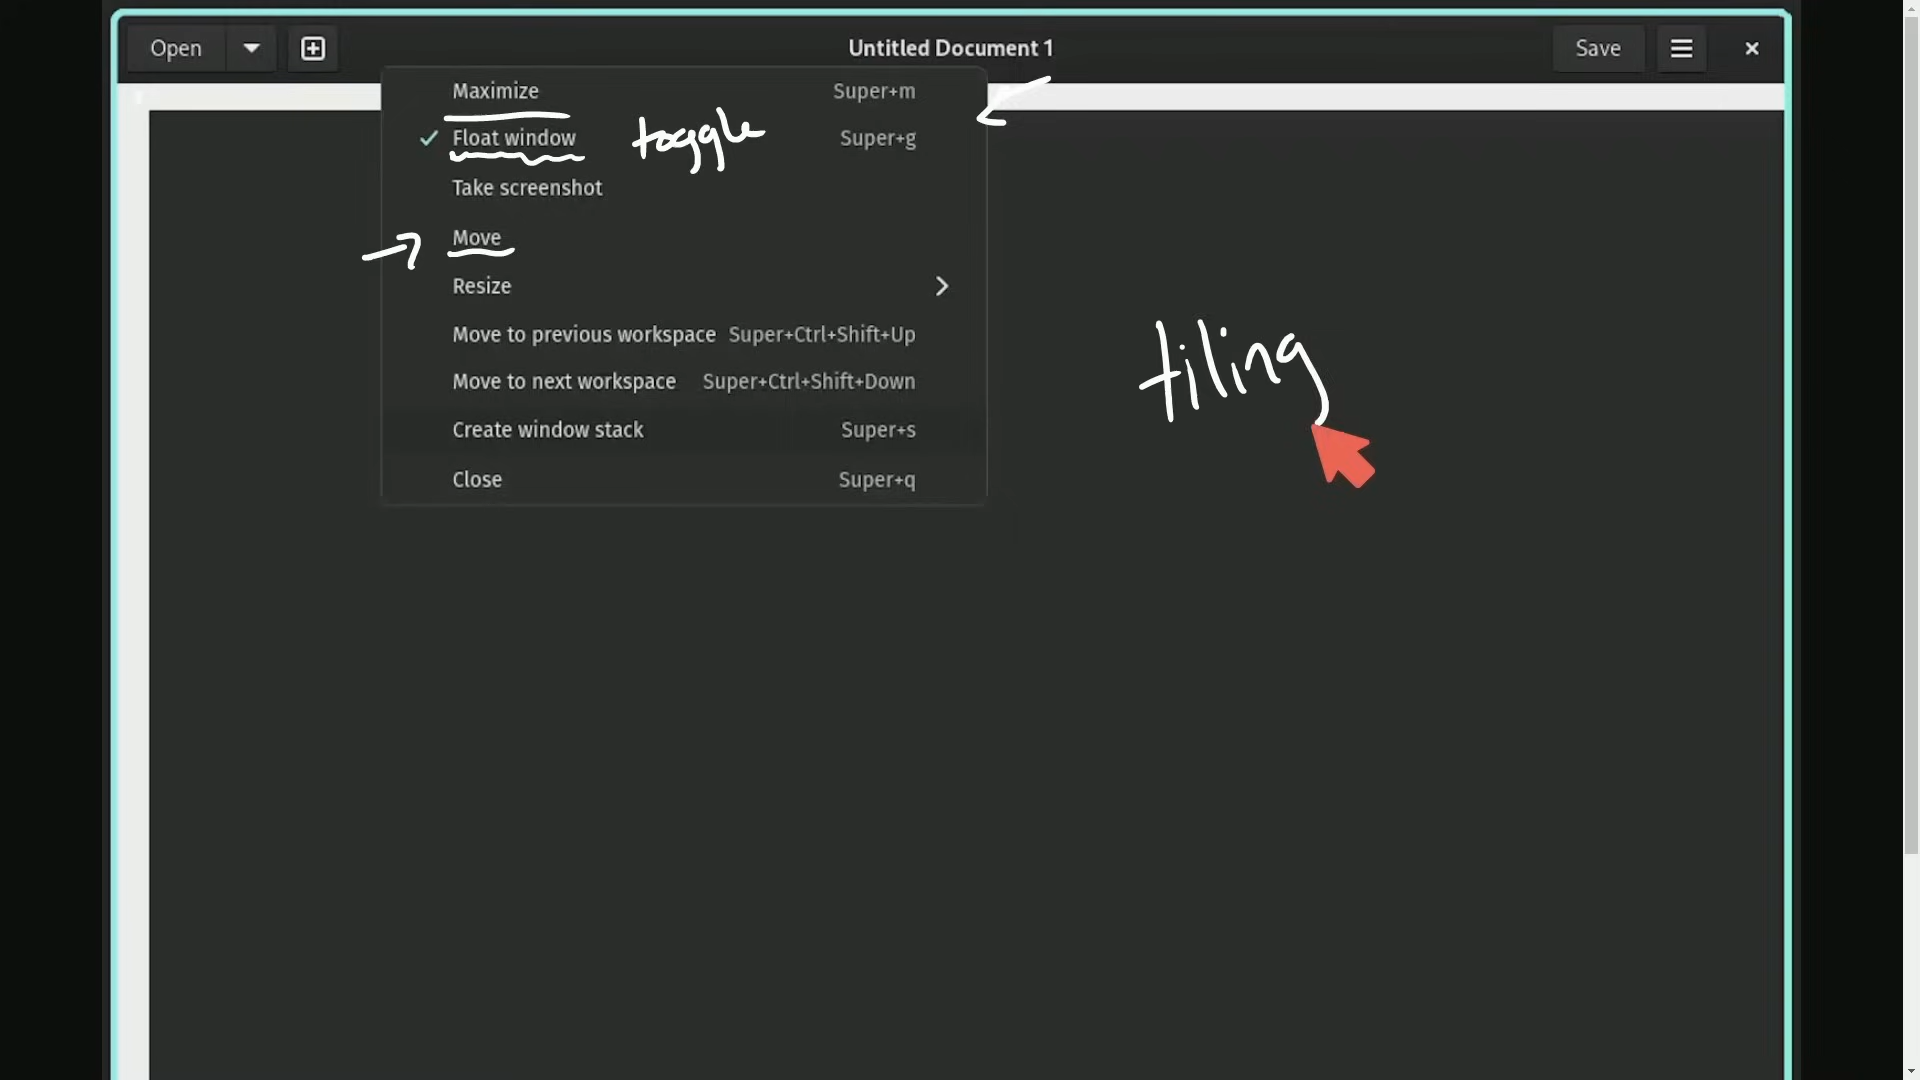 Open Untitled Document 1 Save
Maximize Super+m
Float window toggle Super+g
Take screenshot
Move
Resize
Move to previous workspace Super+Ctrl+Shift+Up
tiling
Move to next workspace Super+Ctrl+Shift+Down
Create window stack Super+s
Close Super+q